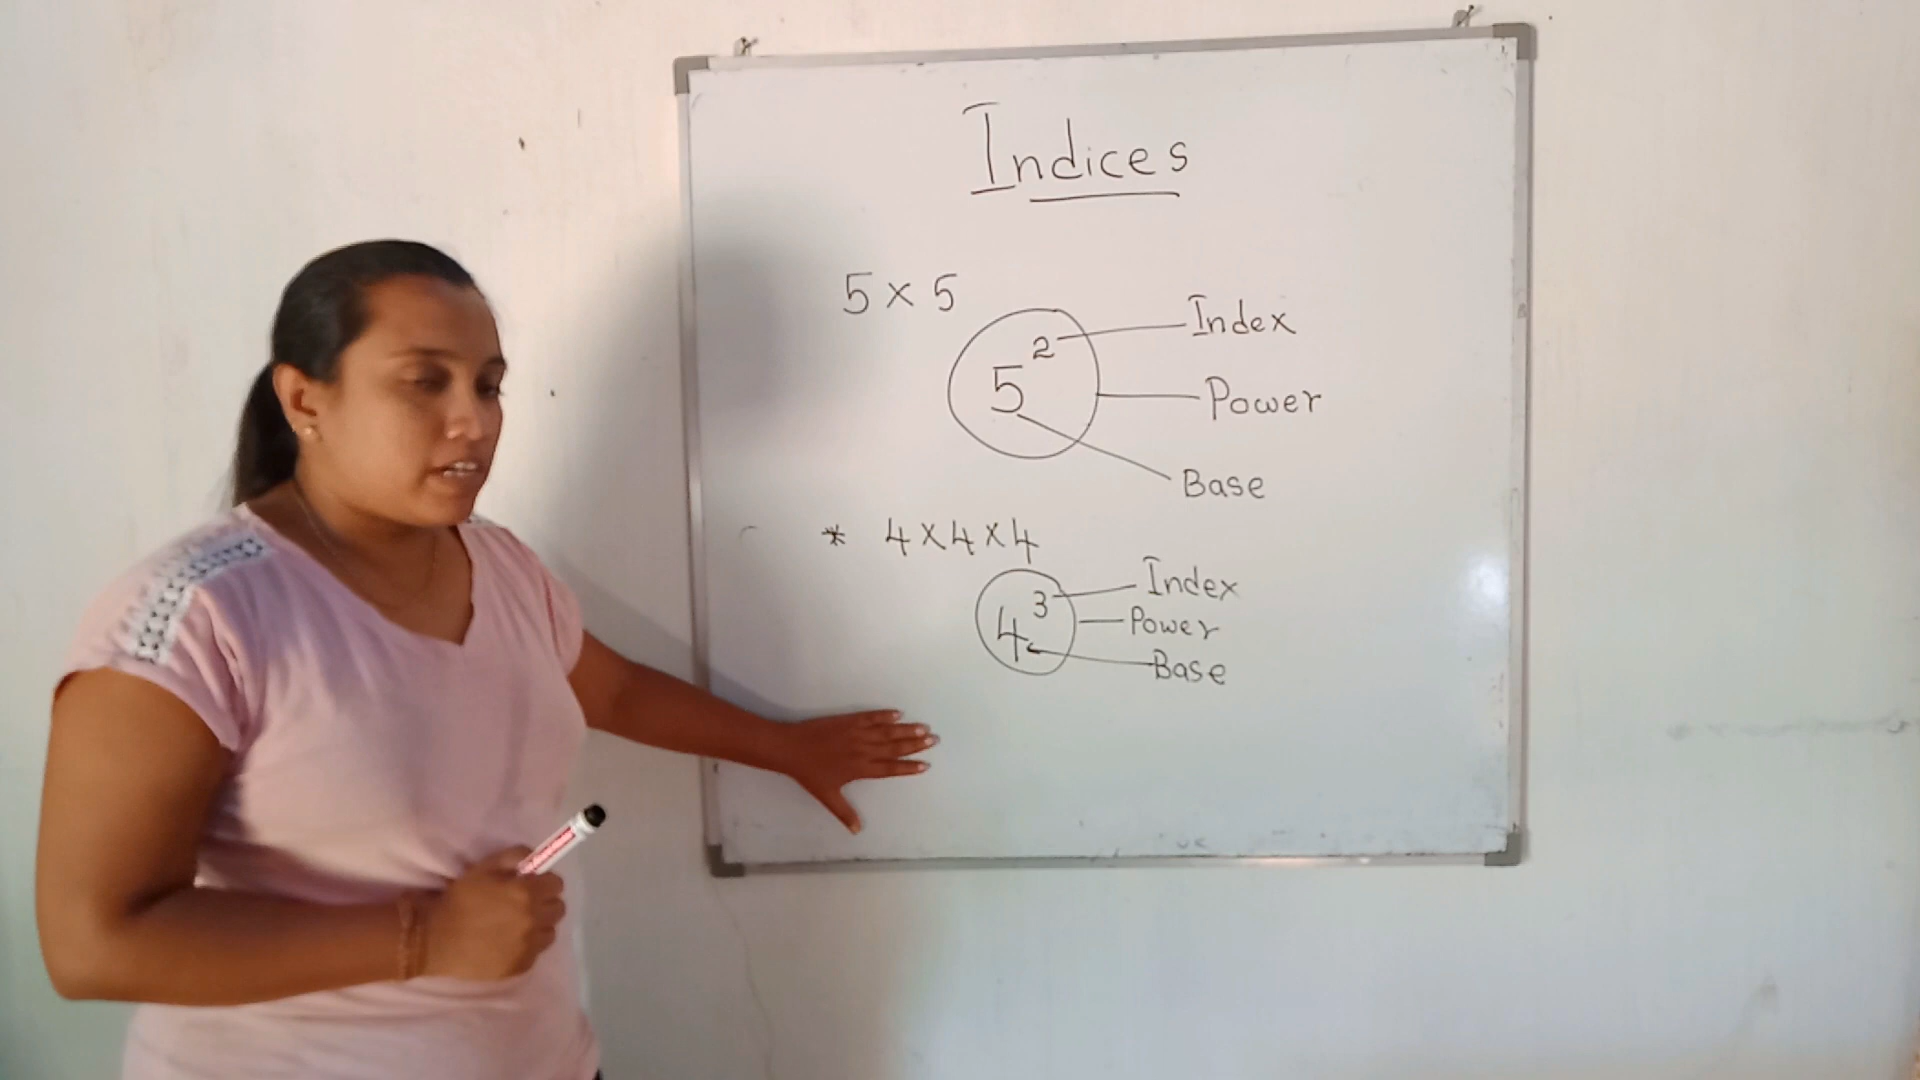 Indices
5 × 5
5² Index
Power
Base
* 4 × 4 × 4
4³ Index
Power
Base